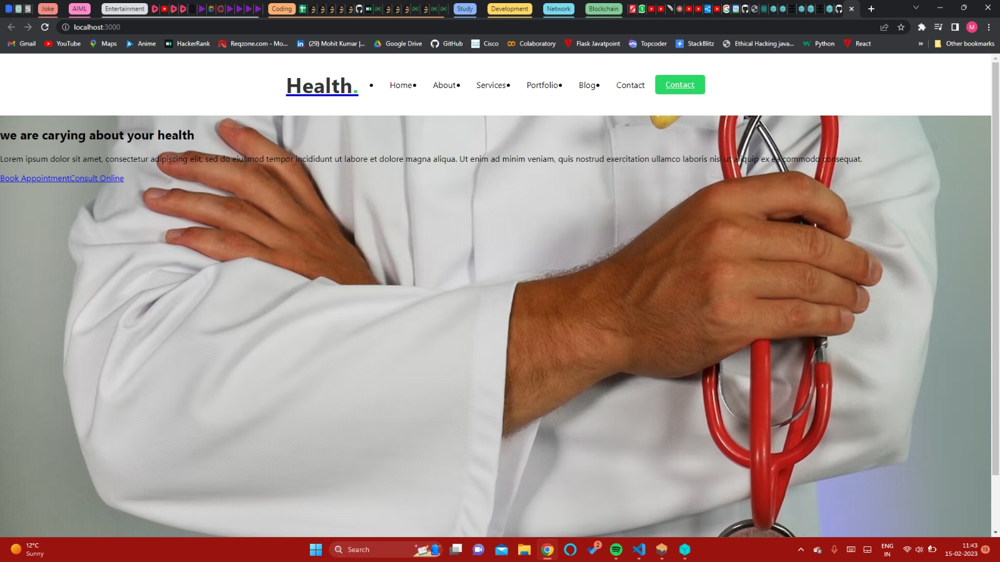 Joke
AIML
Entertainment
Coding
Study
Development
Network
Blockchain
localhost:3000
M
Gmail
YouTube
Maps
Anime
HackerRank
Reqzone.com - Mo...
(29) Mohit Kumar |...
Google Drive
GitHub
Cisco
Colaboratory
Flask Javatpoint
Topcoder
StackBlitz
Ethical Hacking java...
Python
React
»
Other bookmarks
Health.
Home
About
Services
Portfolio
Blog
Contact
Contact
we are carying about your health
Lorem ipsum dolor sit amet, consectetur adipiscing elit, sed do eiusmod tempor incididunt ut labore et dolore magna aliqua. Ut enim ad minim veniam, quis nostrud exercitation ullamco laboris nisi ut aliquip ex ea commodo consequat.
Book AppointmentConsult Online
12°C
Sunny
Search
2
ENG
IN
11:43
15-02-2023
13